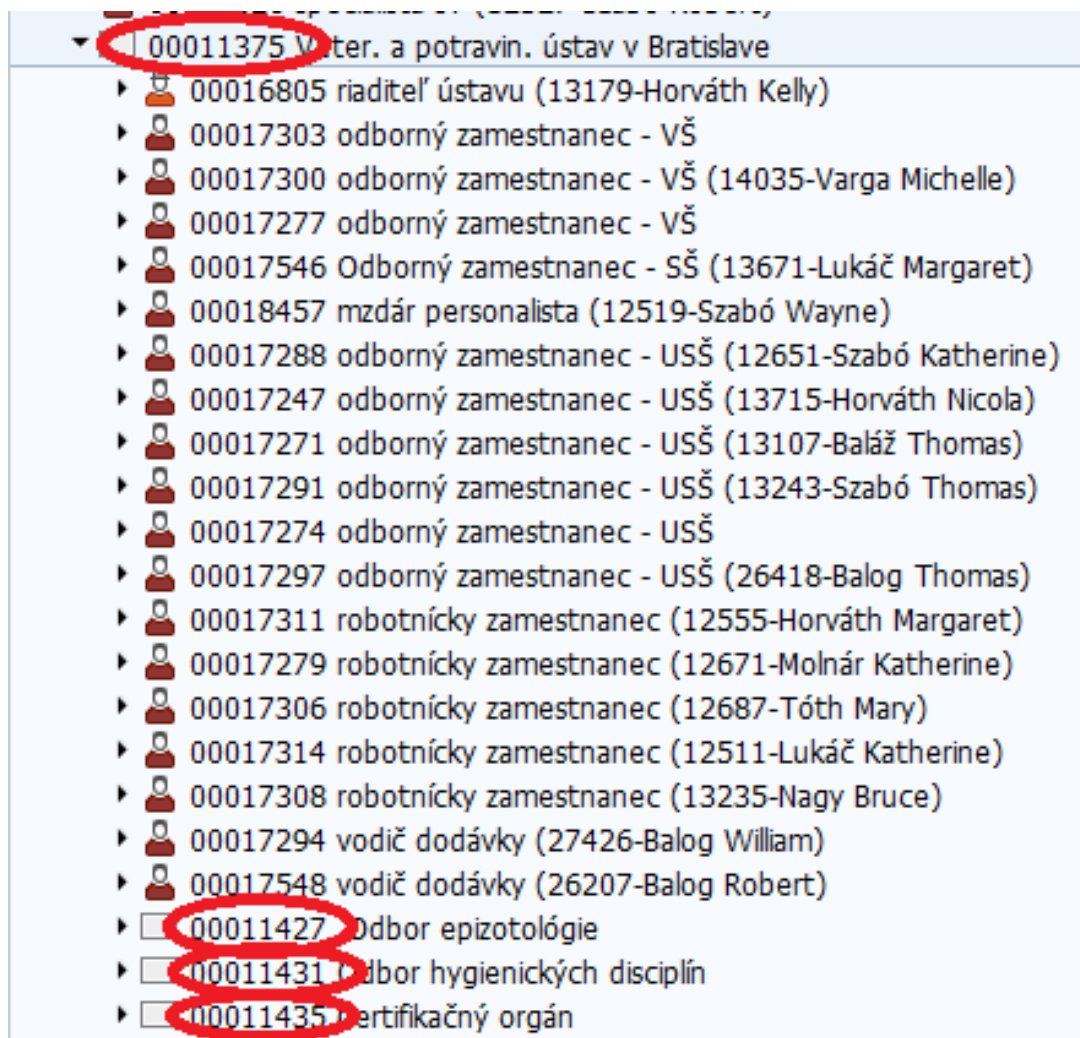 00011375 Veter. a potravin. ústav v Bratislave
00016805 riaditeľ ústavu (13179-Horváth Kelly)
00017303 odborný zamestnanec - VŠ
00017300 odborný zamestnanec - VŠ (14035-Varga Michelle)
00017277 odborný zamestnanec - VŠ
00017546 Odborný zamestnanec - SŠ (13671-Lukáč Margaret)
00018457 mzdár personalista (12519-Szabó Wayne)
00017288 odborný zamestnanec - USŠ (12651-Szabó Katherine)
00017247 odborný zamestnanec - USŠ (13715-Horváth Nicola)
00017271 odborný zamestnanec - USŠ (13107-Baláž Thomas)
00017291 odborný zamestnanec - USŠ (13243-Szabó Thomas)
00017274 odborný zamestnanec - USŠ
00017297 odborný zamestnanec - USŠ (26418-Balog Thomas)
00017311 robotnícky zamestnanec (12555-Horváth Margaret)
00017279 robotnícky zamestnanec (12671-Molnár Katherine)
00017306 robotnícky zamestnanec (12687-Tóth Mary)
00017314 robotnícky zamestnanec (12511-Lukáč Katherine)
00017308 robotnícky zamestnanec (13235-Nagy Bruce)
00017294 vodič dodávky (27426-Balog William)
00017548 vodič dodávky (26207-Balog Robert)
00011427 Odbor epizotológie
00011431 Odbor hygienických disciplín
00011435 Certifikačný orgán